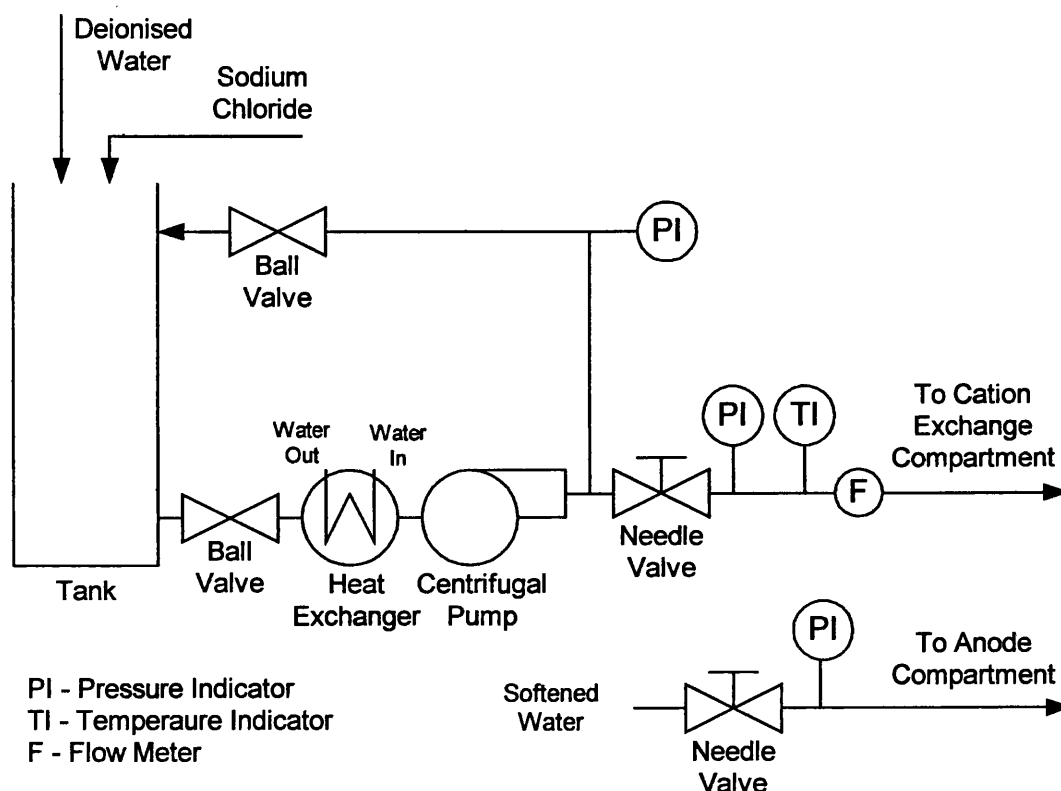 Deionised
Water
Sodium
Chloride
PI
Ball
Valve
PI
TI
To Cation
Exchange
Compartment
F
Water
Out
Water
In
Needle
Valve
Ball
Valve
Heat
Exchanger
Centrifugal
Pump
Tank
PI
To Anode
Compartment
PI - Pressure Indicator
TI - Temperaure Indicator
F - Flow Meter
Softened
Water
Needle
Valve